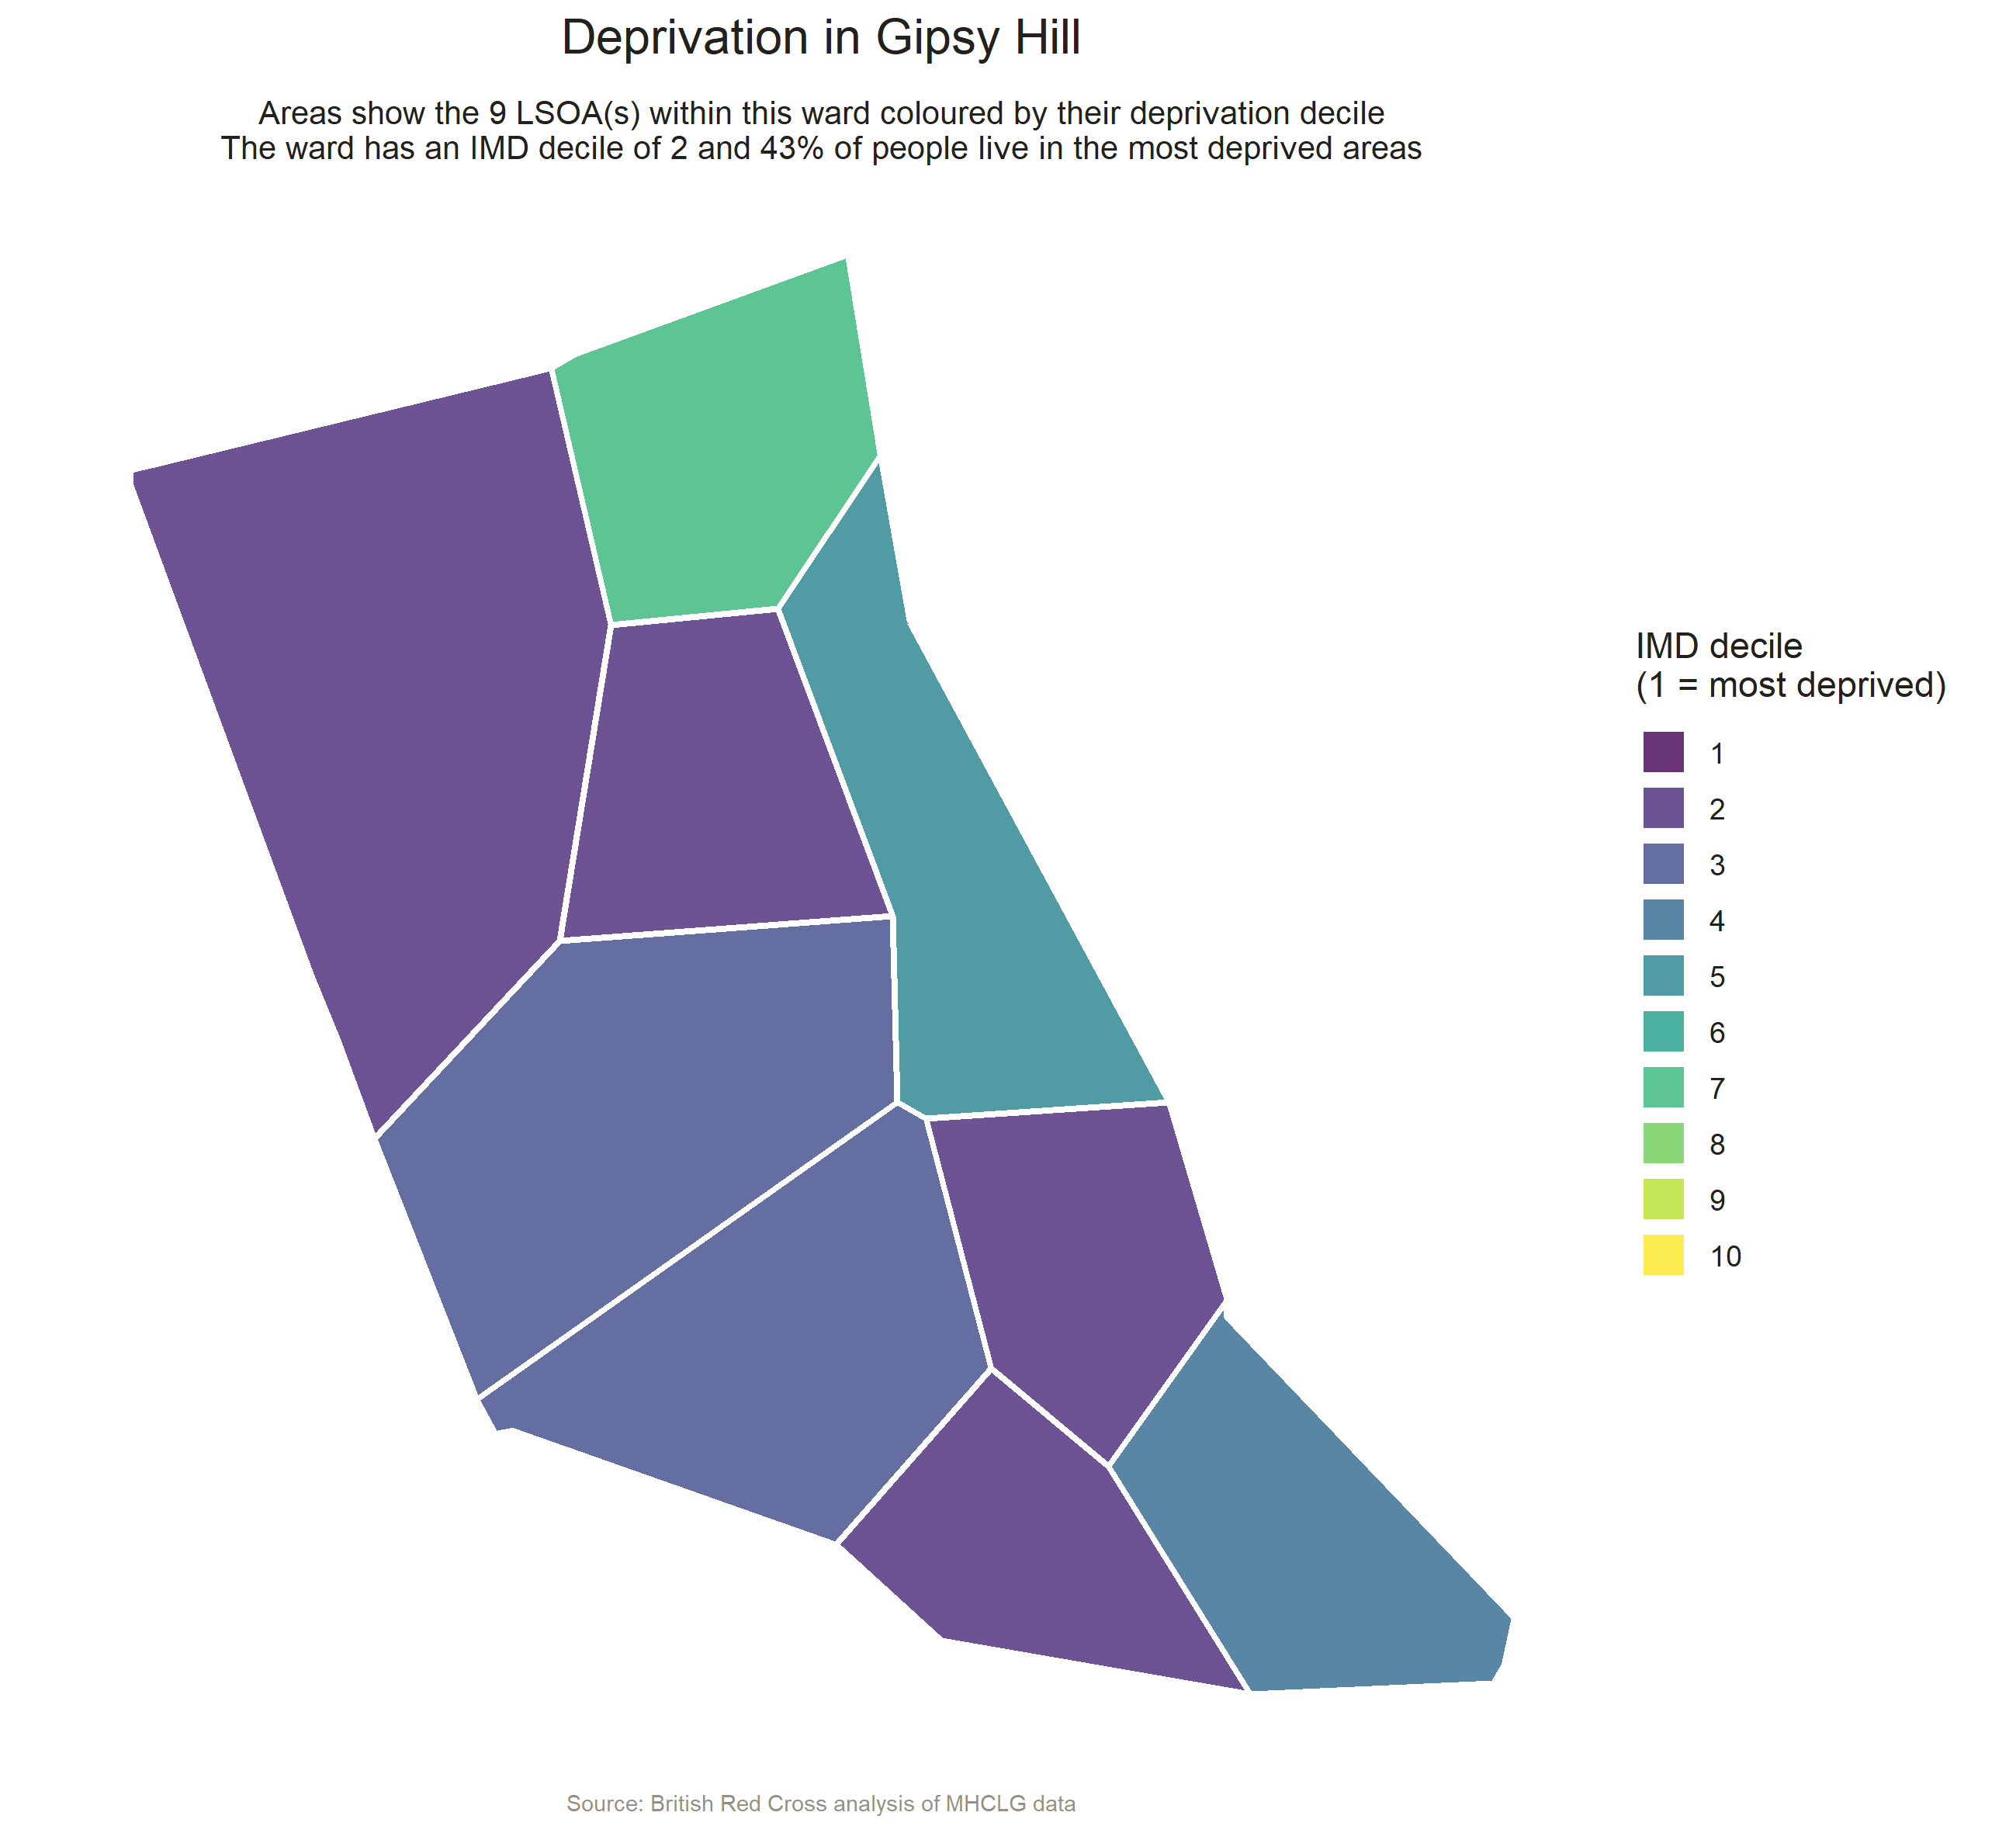 Deprivation in Gipsy Hill
Areas show the 9 LSOA(s) within this ward coloured by their deprivation decile
The ward has an IMD decile of 2 and 43% of people live in the most deprived areas
IMD decile
(1 = most deprived)
1
2
3
4
5
6
7
8
9
10
Source: British Red Cross analysis of MHCLG data